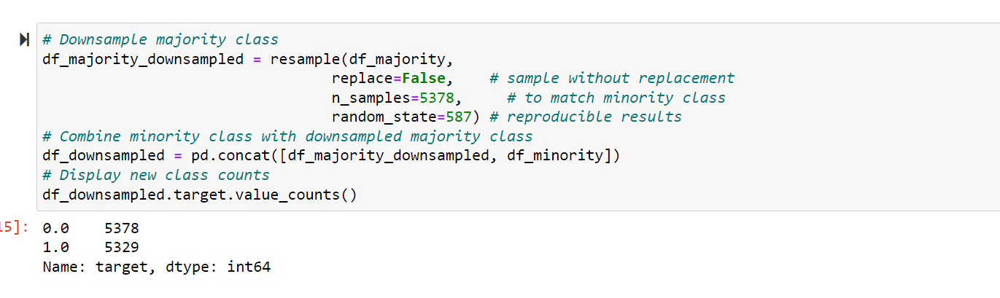 # Downsample majority class
df_majority_downsampled = resample(df_majority,
replace=False, # sample without replacement
n_samples=5378, # to match minority class
random_state=587) # reproducible results
# Combine minority class with downsampled majority class
df_downsampled = pd.concat([df_majority_downsampled, df_minority])
# Display new class counts
df_downsampled.target.value_counts()
15]: 0.0 5378
1.0 5329
Name: target, dtype: int64